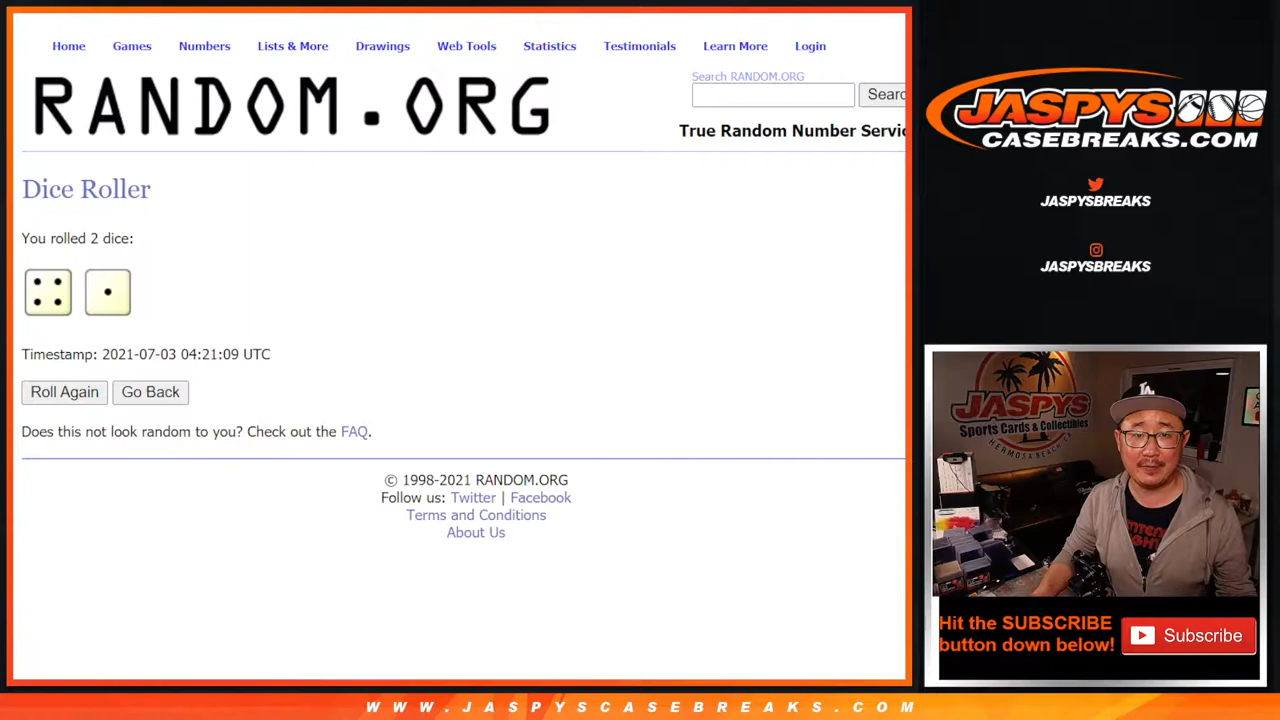 Home Games Numbers Lists & More Drawings Web Tools Statistics Testimonials Learn More Login
RANDOM.ORG
Search RANDOM.ORG
Searc
True Random Number Servic
Dice Roller
You rolled 2 dice:
Timestamp: 2021-07-03 04:21:09 UTC
Roll Again Go Back
Does this not look random to you? Check out the FAQ.
© 1998-2021 RANDOM.ORG
Follow us: Twitter | Facebook
Terms and Conditions
About Us
JASPYS
CASEBREAKS.COM
JASPYSBREAKS
JASPYSBREAKS
JASPYS
Sports Cards & Collectibles
HERMOSA BEACH, CA
LA
Hit the SUBSCRIBE
button down below!
Subscribe
WWW.JASPYSCASEBREAKS.COM